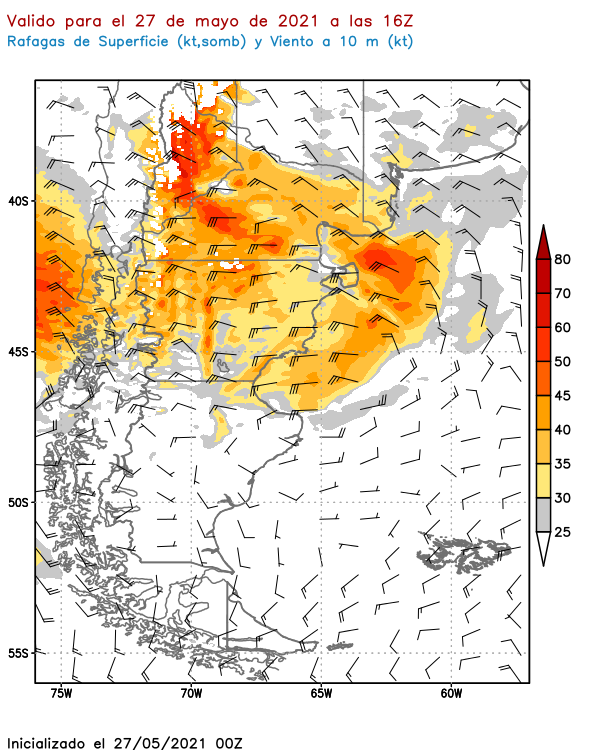 Valido para el 27 de mayo de 2021 a las 16Z
Rafagas de Superficie (kt,somb) y Viento a 10 m (kt)
40S
45S
50S
55S
75W
70W
65W
60W
80
70
60
50
45
40
35
30
25
Inicializado el 27/05/2021 00Z